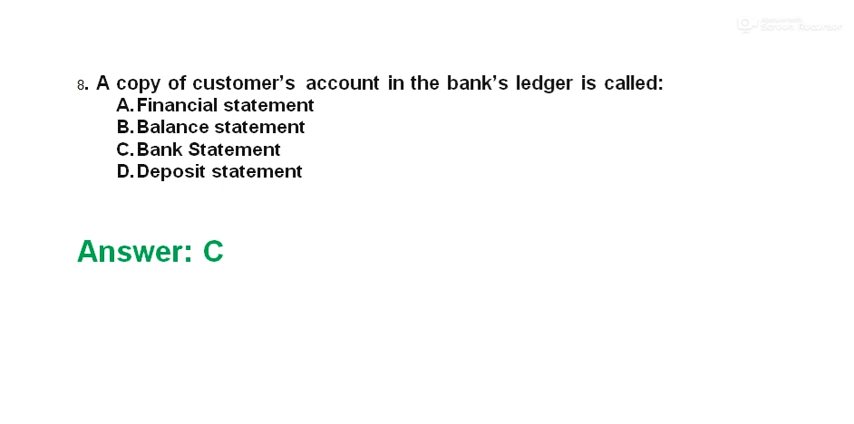 8. A copy of customer's account in the bank's ledger is called:
A. Financial statement
B. Balance statement
C. Bank Statement
D. Deposit statement
Answer: C